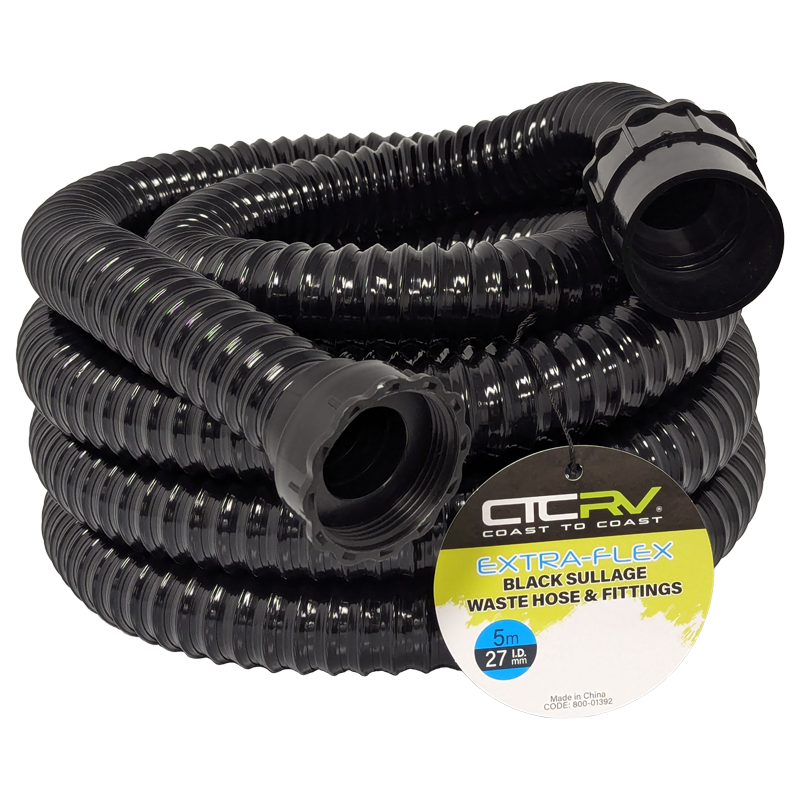 CTCRV®
COAST TO COAST
EXTRA-FLEX
BLACK SULLAGE
WASTE HOSE & FITTINGS
5m
27 I.D. mm
Made in China
CODE: 800-01392